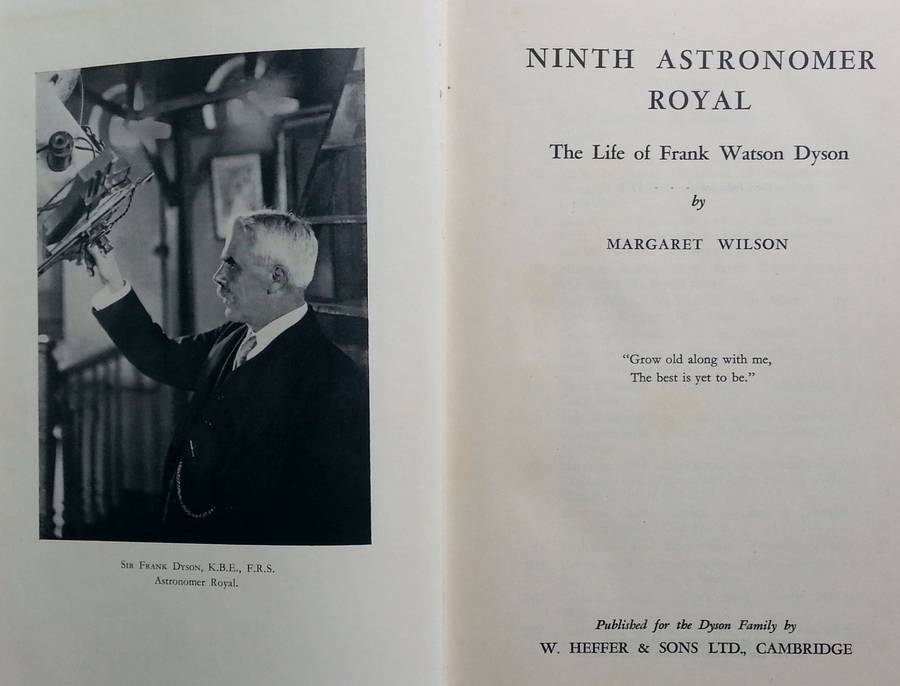 Sir Frank Dyson, K.B.E., F.R.S.
Astronomer Royal.
NINTH ASTRONOMER
ROYAL
The Life of Frank Watson Dyson
by
MARGARET WILSON
"Grow old along with me,
The best is yet to be."
Published for the Dyson Family by
W. HEFFER & SONS LTD., CAMBRIDGE